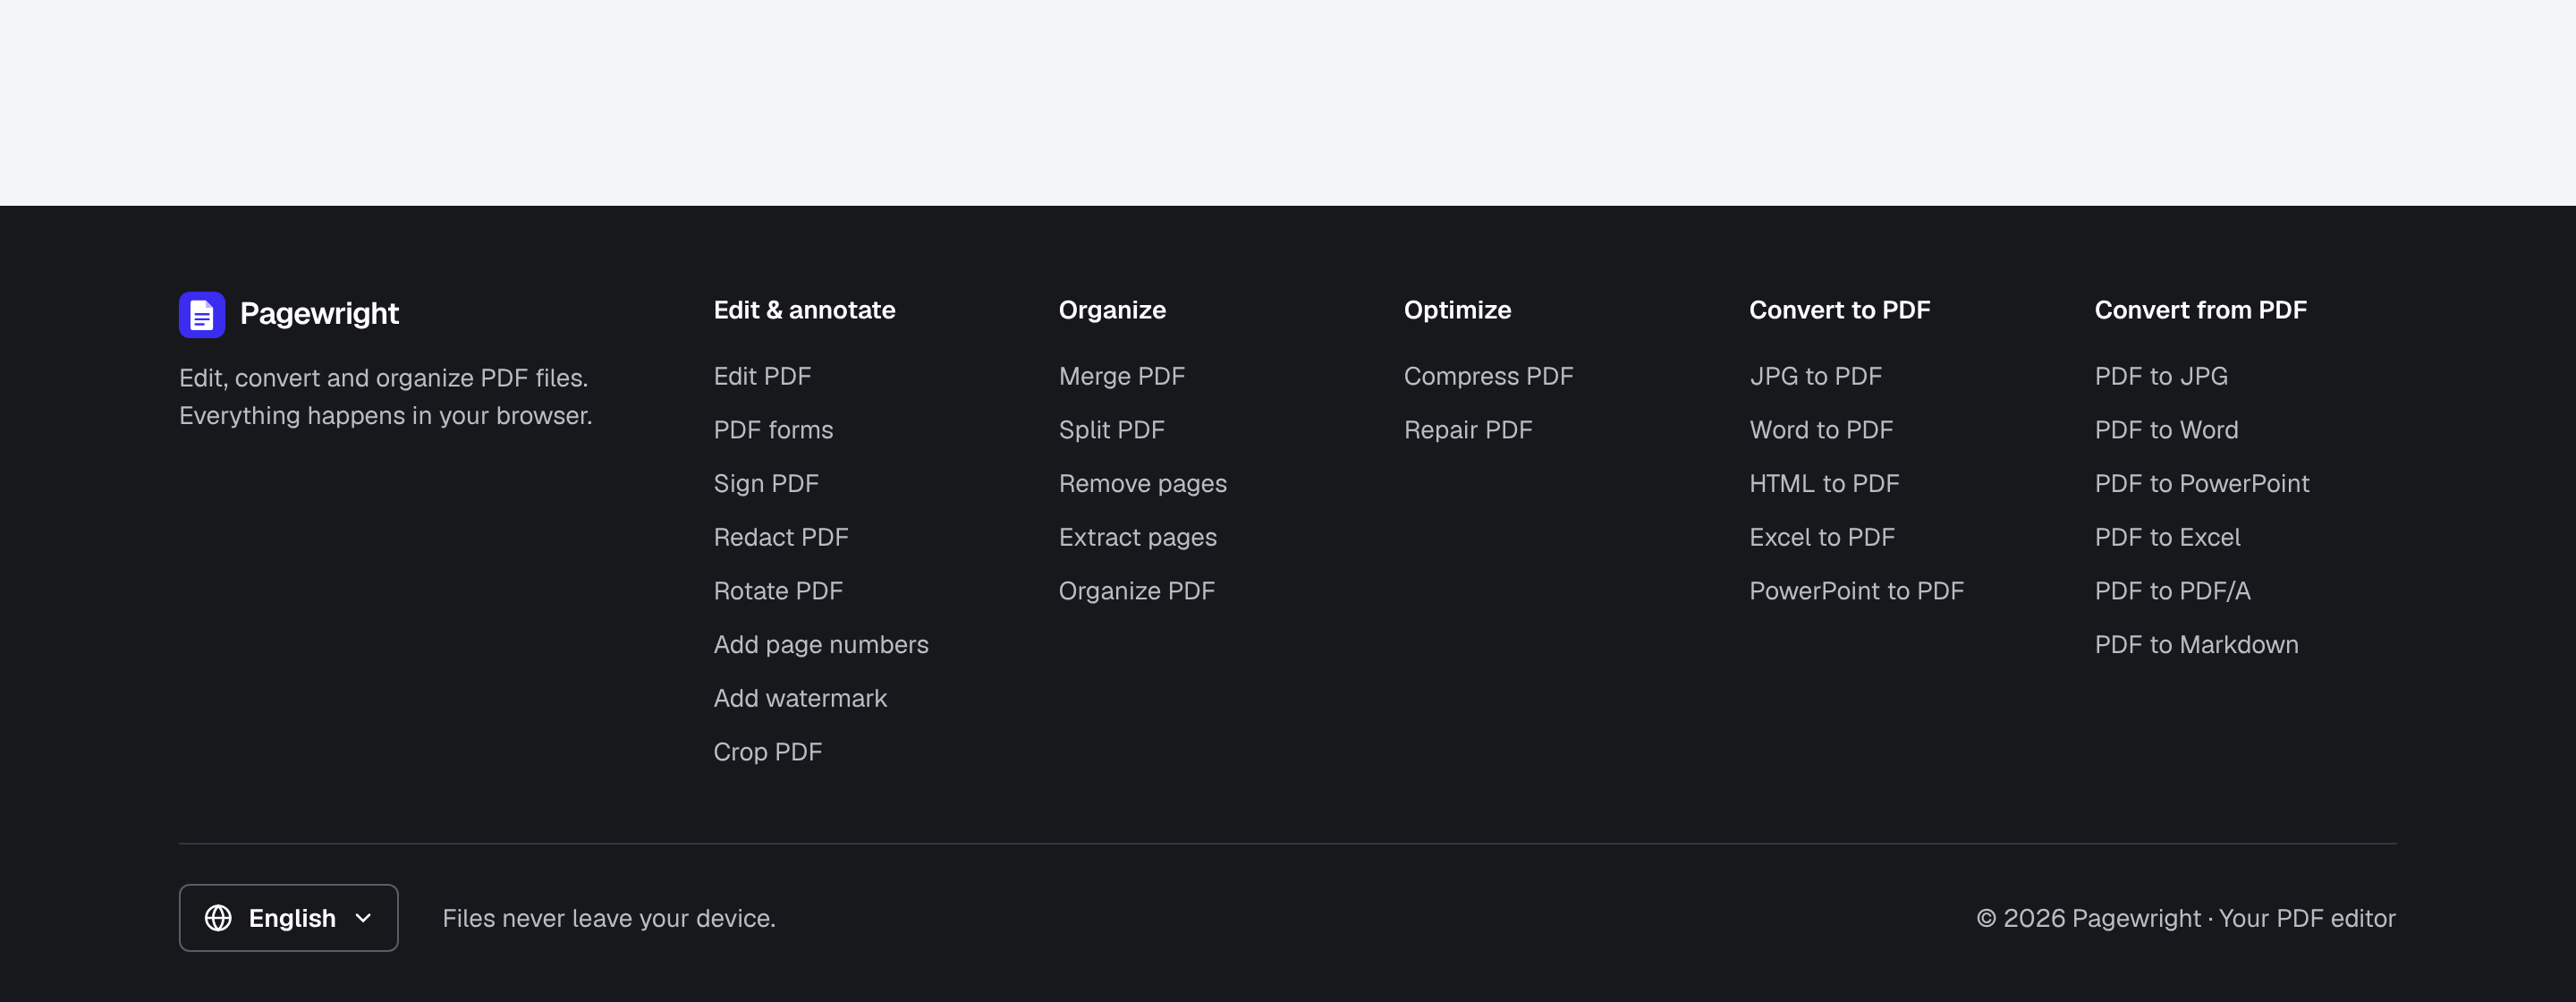 Pagewright
Edit, convert and organize PDF files.
Everything happens in your browser.
Edit & annotate
Edit PDF
PDF forms
Sign PDF
Redact PDF
Rotate PDF
Add page numbers
Add watermark
Crop PDF
Organize
Merge PDF
Split PDF
Remove pages
Extract pages
Organize PDF
Optimize
Compress PDF
Repair PDF
Convert to PDF
JPG to PDF
Word to PDF
HTML to PDF
Excel to PDF
PowerPoint to PDF
Convert from PDF
PDF to JPG
PDF to Word
PDF to PowerPoint
PDF to Excel
PDF to PDF/A
PDF to Markdown
English
Files never leave your device.
© 2026 Pagewright · Your PDF editor